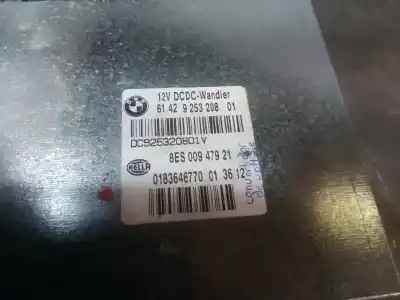 12V DCDC-Wandler
BMW
61.42 9 253 208 01
DC925320801V
8ES 009 479 21
HELLA
0183646770 01 36 12